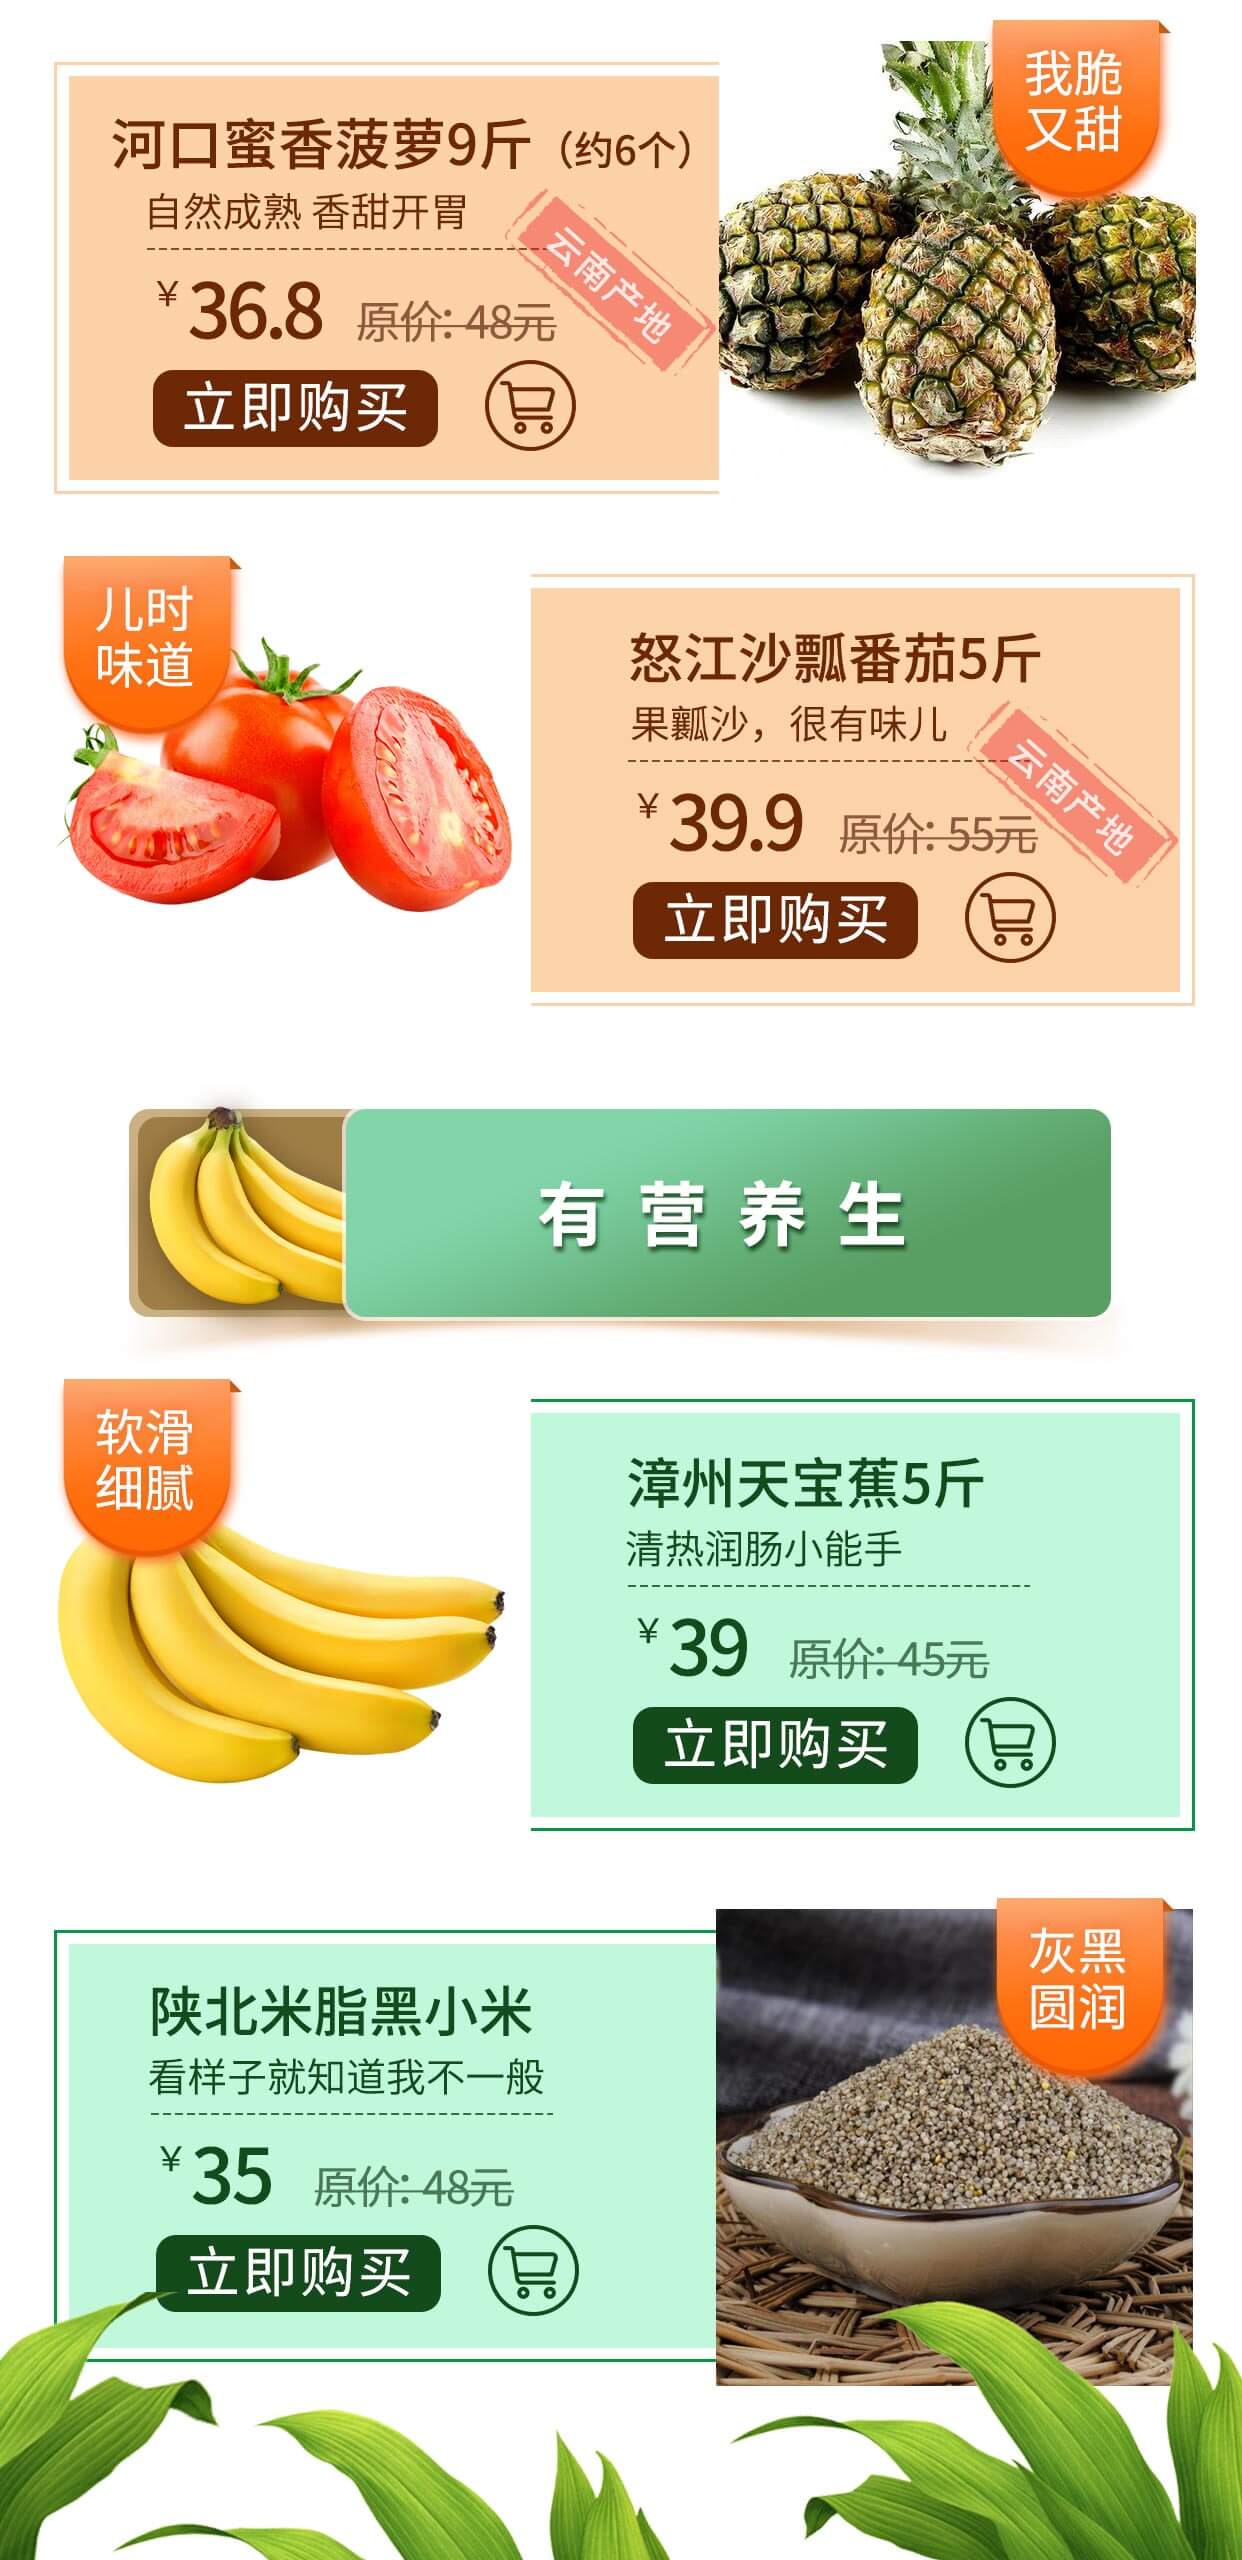 我脆
又甜
河口蜜香菠萝9斤（约6个）
自然成熟 香甜开胃
云南产地
¥36.8 原价: 48元
立即购买
儿时
味道
怒江沙瓢番茄5斤
果瓤沙，很有味儿
云南产地
¥39.9 原价: 55元
立即购买
有营养生
软滑
细腻
漳州天宝蕉5斤
清热润肠小能手
¥39 原价: 45元
立即购买
灰黑
圆润
陕北米脂黑小米
看样子就知道我不一般
¥35 原价: 48元
立即购买